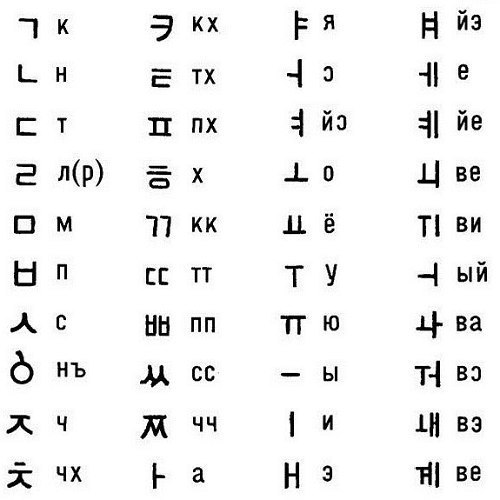 ㄱ к ㅋ кх ㅑ я ㅒ йэ
ㄴ н ㅌ тх ㅓ ɔ ㅔ е
ㄷ т ㅍ пх ㅕ йɔ ㅖ йе
ㄹ л(р) ㅎ х ㅗ о ㅚ ве
ㅁ м ㄲ кк ㅛ ё ㅟ ви
ㅂ п ㄸ тт ㅜ у ㅢ ый
ㅅ с ㅃ пп ㅠ ю ㅘ ва
ㅇ нъ ㅆ сс ㅡ ы ㅝ вɔ
ㅈ ч ㅉ чч ㅣ и ㅙ вэ
ㅊ чх ㅏ а ㅐ э ㅞ ве